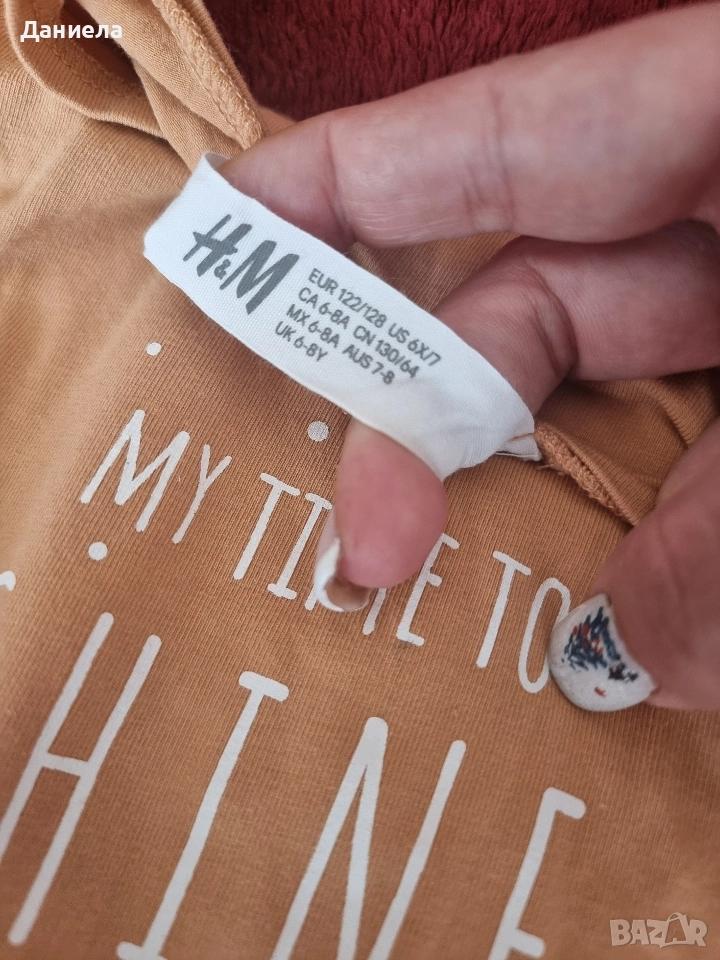 Даниела
H&M
EUR 122/128 US 6X/7
CA 6-8A CN 130/64
MX 6-8A AUS 7-8
UK 6-8Y
MY TIME TO
HINE
BAZAR